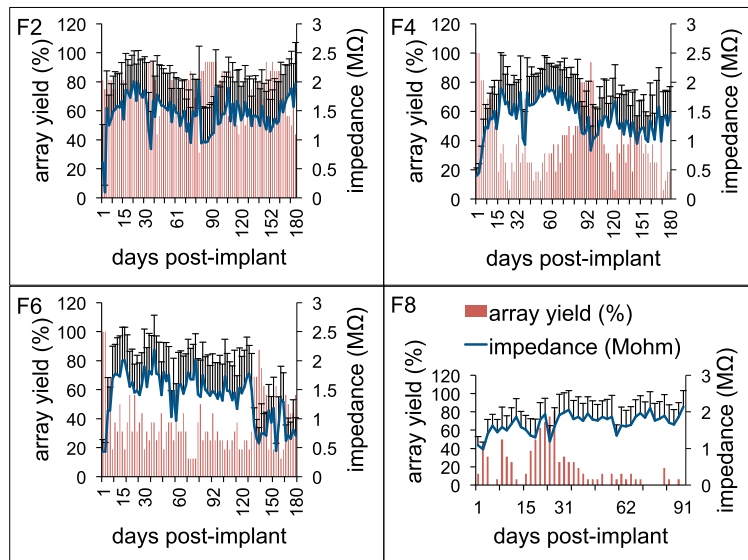 F2
array yield (%)
120
100
80
60
40
20
0
3
2.5
2
1.5
1
0.5
0
impedance (MΩ)
1 15 30 61 90 120 152 180
days post-implant
F4
array yield (%)
120
100
80
60
40
20
0
3
2.5
2
1.5
1
0.5
0
impedance (MΩ)
1 15 32 60 92 120 151 180
days post-implant
F6
array yield (%)
120
100
80
60
40
20
0
3
2.5
2
1.5
1
0.5
0
impedance (MΩ)
1 15 30 60 90 120 150 180
days post-implant
F8
array yield (%)
impedance (Mohm)
array yield (%)
120
100
80
60
40
20
0
3
2
1
0
impedance (MΩ)
1 15 31 62 91
days post-implant